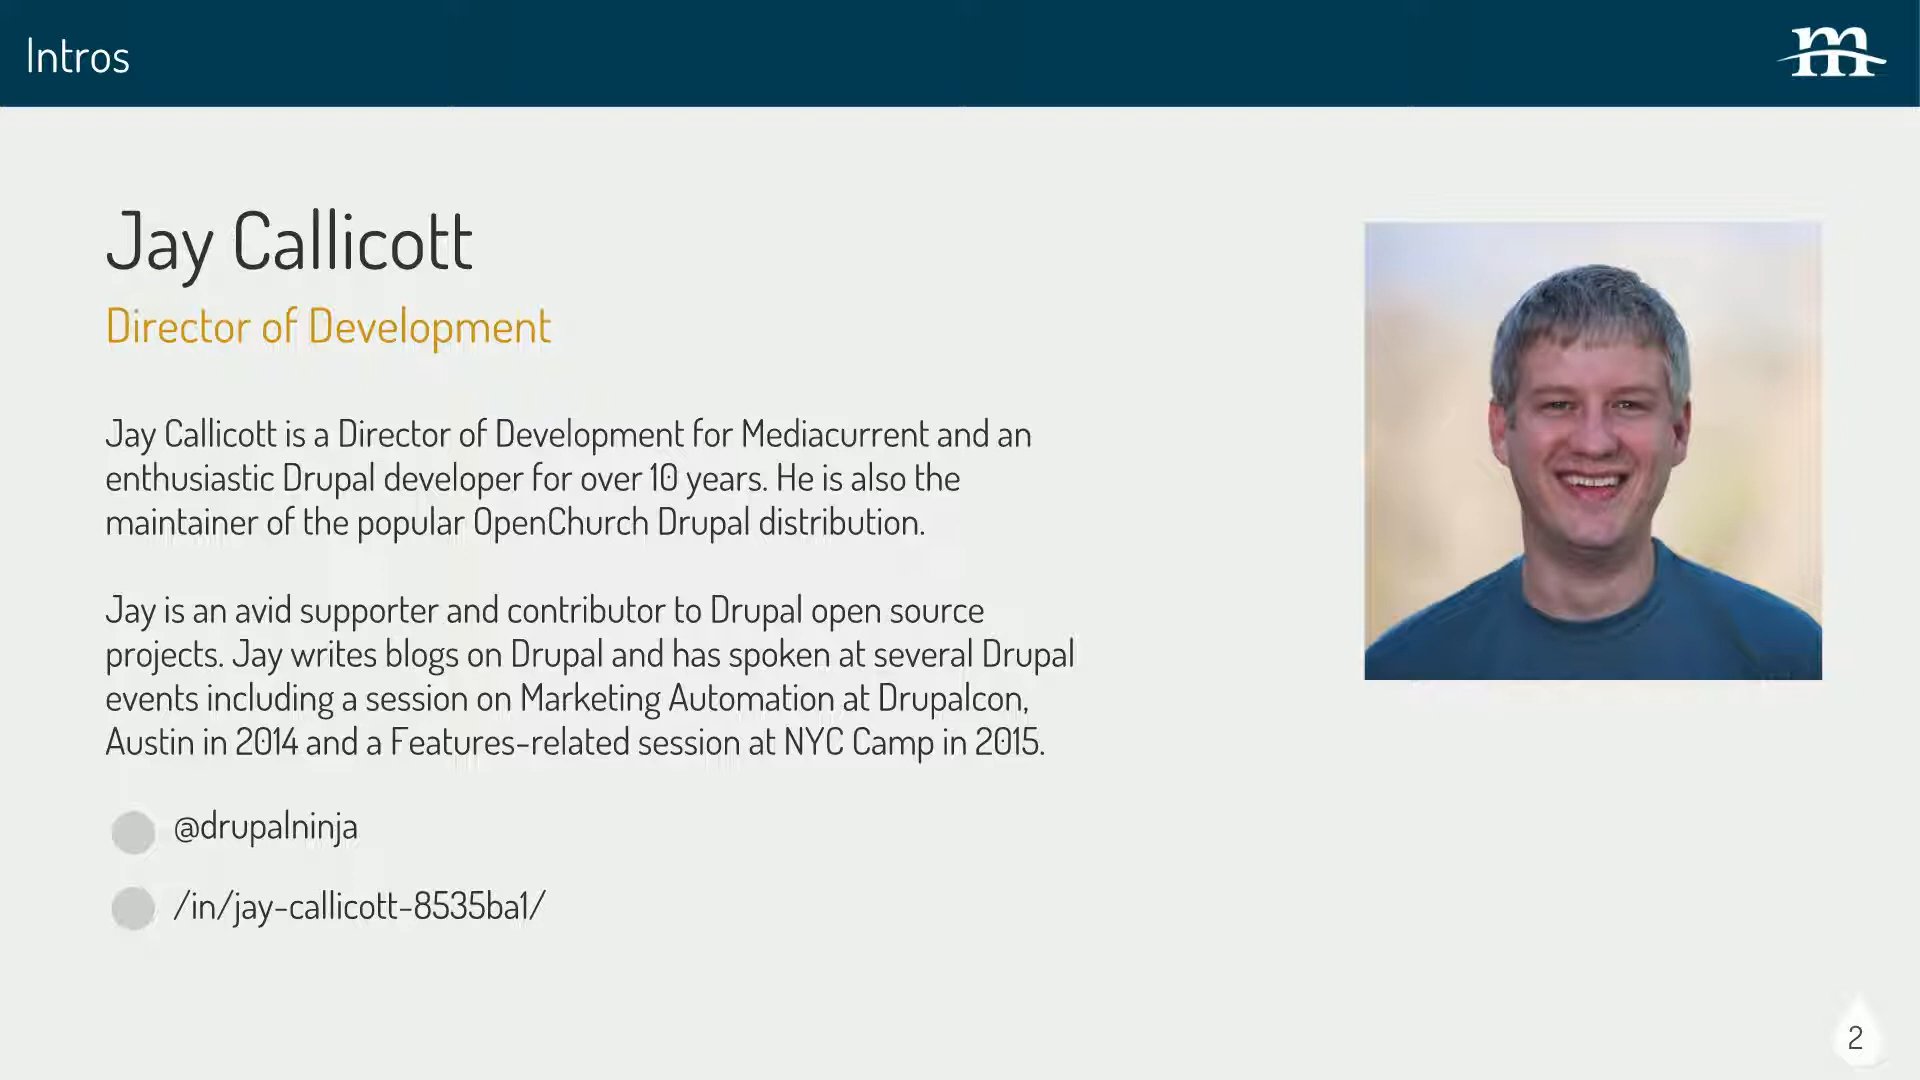 Intros
m
Jay Callicott
Director of Development
Jay Callicott is a Director of Development for Mediacurrent and an
enthusiastic Drupal developer for over 10 years. He is also the
maintainer of the popular OpenChurch Drupal distribution.
Jay is an avid supporter and contributor to Drupal open source
projects. Jay writes blogs on Drupal and has spoken at several Drupal
events including a session on Marketing Automation at Drupalcon,
Austin in 2014 and a Features-related session at NYC Camp in 2015.
@drupalninja
/in/jay-callicott-8535ba1/
2